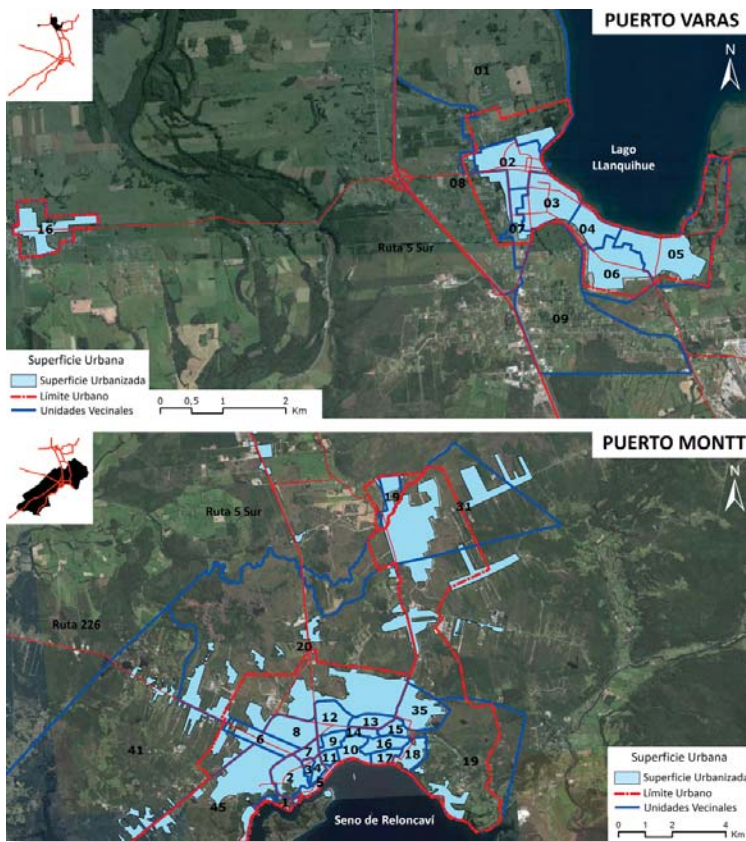 PUERTO VARAS
N
01
Lago
LLanquihue
02
08
03
16
07
04
Ruta 5 Sur
05
06
09
Superficie Urbana
Superficie Urbanizada
Límite Urbano
Unidades Vecinales
0 0,5 1 2
Km
PUERTO MONTT
N
19
31
Ruta 5 Sur
Ruta 226
20
35
12
13
6
8
14
15
9
16
41
7
10
11
17
18
19
3
4
2
5
45
1
Seno de Reloncaví
Superficie Urbana
Superficie Urbanizada
Límite Urbano
Unidades Vecinales
0 1 2 4
Km